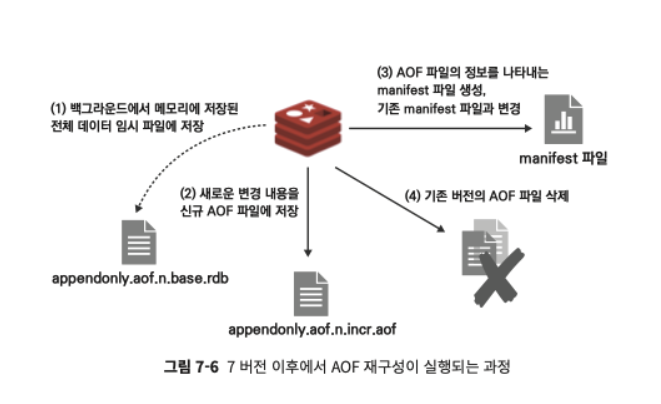 (3) AOF 파일의 정보를 나타내는
manifest 파일 생성,
기존 manifest 파일과 변경
(1) 백그라운드에서 메모리에 저장된
전체 데이터 임시 파일에 저장
manifest 파일
(2) 새로운 변경 내용을
신규 AOF 파일에 저장
(4) 기존 버전의 AOF 파일 삭제
appendonly.aof.n.base.rdb
appendonly.aof.n.incr.aof
그림 7-6 7 버전 이후에서 AOF 재구성이 실행되는 과정